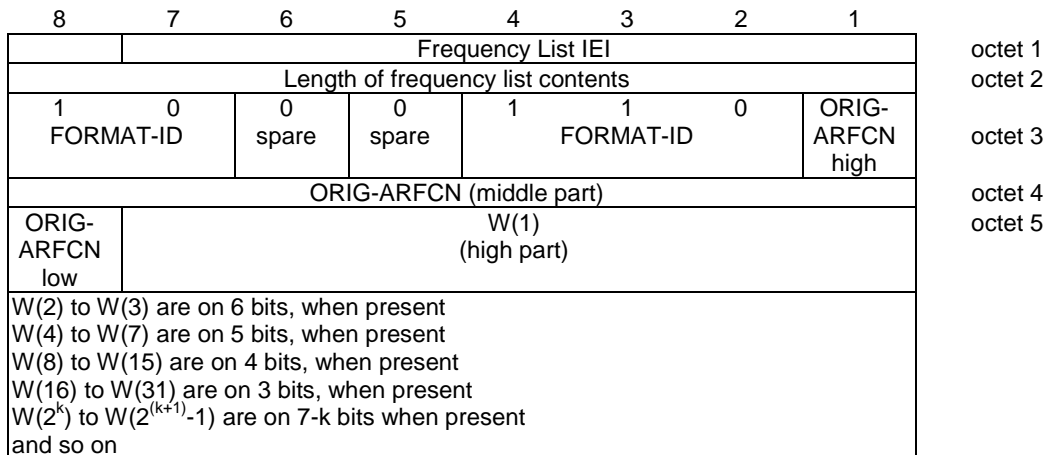 8 7 6 5 4 3 2 1
Frequency List IEI octet 1
Length of frequency list contents octet 2
1 0 0 0 1 1 0 ORIG-
FORMAT-ID spare spare FORMAT-ID ARFCN octet 3
high
ORIG-ARFCN (middle part) octet 4
ORIG- W(1) octet 5
ARFCN (high part)
low
W(2) to W(3) are on 6 bits, when present
W(4) to W(7) are on 5 bits, when present
W(8) to W(15) are on 4 bits, when present
W(16) to W(31) are on 3 bits, when present
W(2^k) to W(2^(k+1)-1) are on 7-k bits when present
and so on